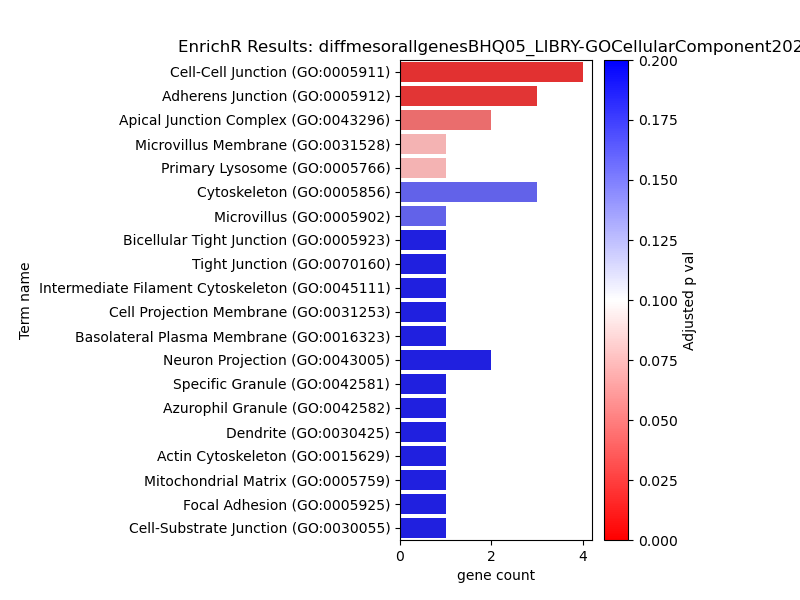 EnrichR Results: diffmesorallgenesBHQ05_LIBRY-GOCellularComponent202
Term name
Cell-Cell Junction (GO:0005911)
Adherens Junction (GO:0005912)
Apical Junction Complex (GO:0043296)
Microvillus Membrane (GO:0031528)
Primary Lysosome (GO:0005766)
Cytoskeleton (GO:0005856)
Microvillus (GO:0005902)
Bicellular Tight Junction (GO:0005923)
Tight Junction (GO:0070160)
Intermediate Filament Cytoskeleton (GO:0045111)
Cell Projection Membrane (GO:0031253)
Basolateral Plasma Membrane (GO:0016323)
Neuron Projection (GO:0043005)
Specific Granule (GO:0042581)
Azurophil Granule (GO:0042582)
Dendrite (GO:0030425)
Actin Cytoskeleton (GO:0015629)
Mitochondrial Matrix (GO:0005759)
Focal Adhesion (GO:0005925)
Cell-Substrate Junction (GO:0030055)
0 2 4
gene count
0.200
0.175
0.150
0.125
0.100
0.075
0.050
0.025
0.000
Adjusted p val